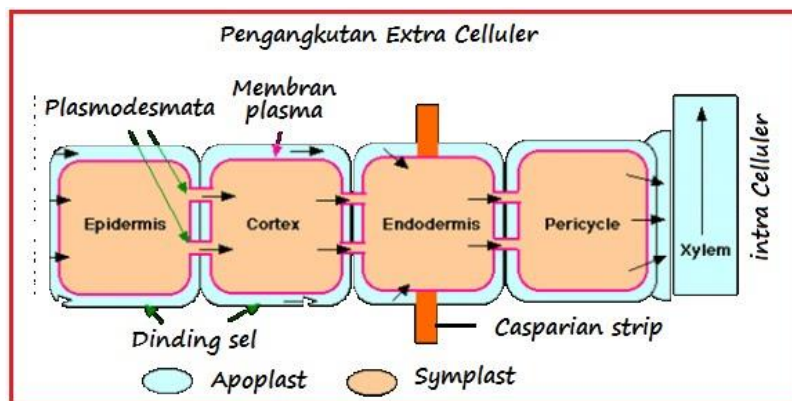 Pengangkutan Extra Celluler
Plasmodesmata
Membran
plasma
Epidermis
Cortex
Endodermis
Pericycle
Xylem
intra Celluler
Dinding sel
Casparian strip
Apoplast
Symplast